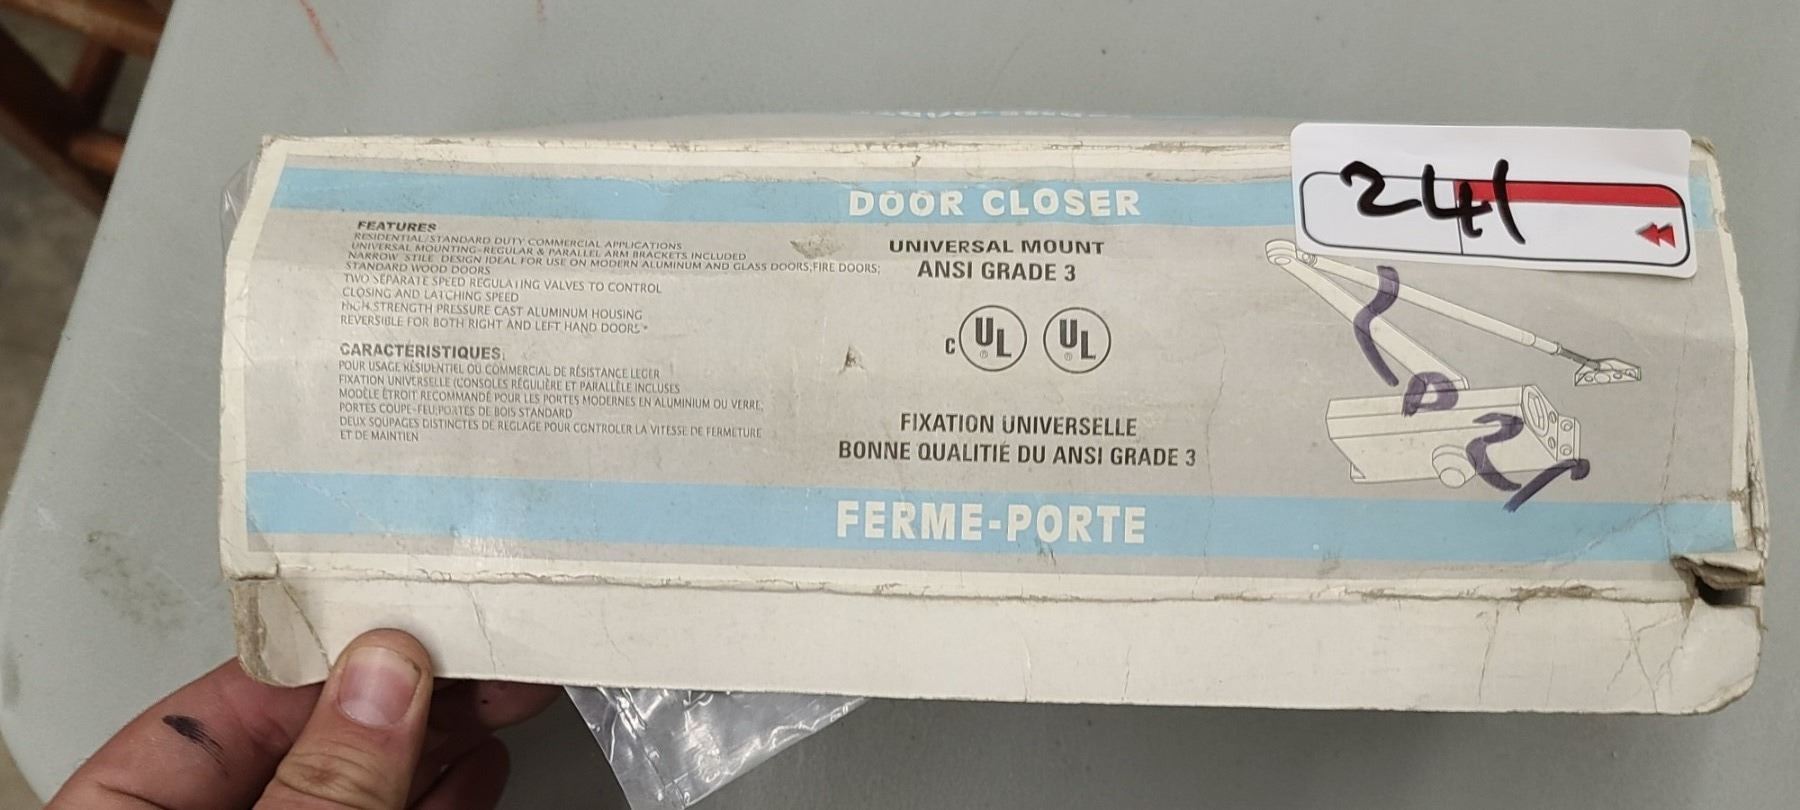 DOOR CLOSER
241
FEATURES
RESIDENTIAL/STANDARD DUTY COMMERCIAL APPLICATIONS
UNIVERSAL MOUNTING-REGULAR & PARALLEL ARM BRACKETS INCLUDED
NARROW STILE DESIGN IDEAL FOR USE ON MODERN ALUMINUM AND GLASS DOORS,FIRE DOORS;
STANDARD WOOD DOORS
TWO SEPARATE SPEED REGULATING VALVES TO CONTROL
CLOSING AND LATCHING SPEED
HIGH STRENGTH PRESSURE CAST ALUMINUM HOUSING
REVERSIBLE FOR BOTH RIGHT AND LEFT HAND DOORS
CARACTERISTIQUES
POUR USAGE RÉSIDENTIEL OU COMMERCIAL DE RÉSISTANCE LEGER
FIXATION UNIVERSELLE (CONSOLES RÉGULIÈRE ET PARALLÈLE INCLUSES
MODÈLE ÉTROIT RECOMMANDÉ POUR LES PORTES MODERNES EN ALUMINIUM OU VERRE,
PORTES COUPE-FEU,PORTES DE BOIS STANDARD
DEUX SOUPAGES DISTINCTES DE REGLAGE POUR CONTROLER LA VITESSE DE FERMETURE
ET DE MAINTIEN
UNIVERSAL MOUNT
ANSI GRADE 3
C UL® UL®
FIXATION UNIVERSELLE
BONNE QUALITIÉ DU ANSI GRADE 3
FERME-PORTE